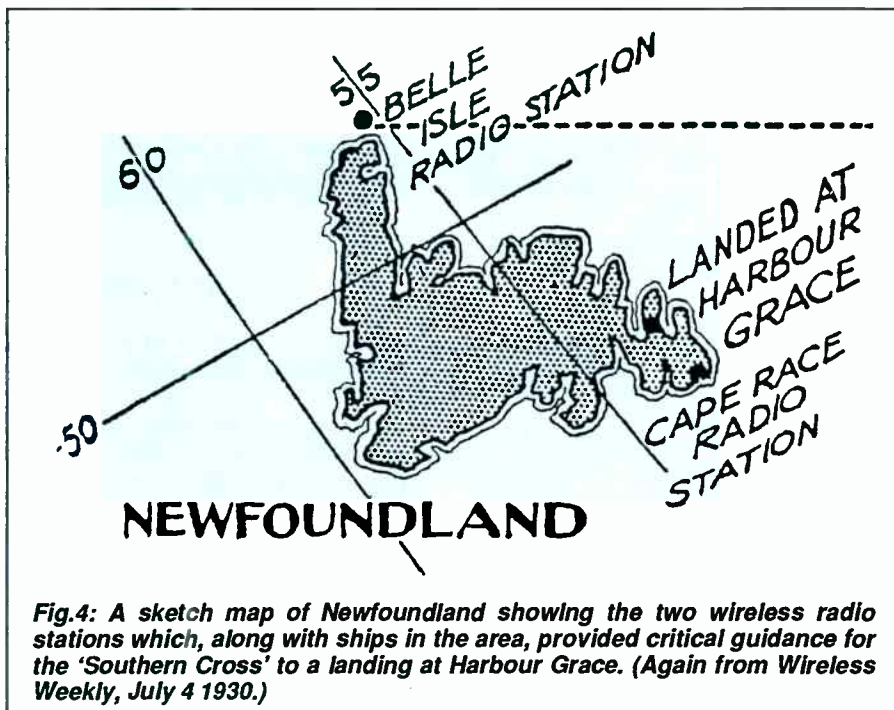 55
BELLE
ISLE
RADIO STATION
60
LANDED AT
HARBOUR
GRACE
CAPE RACE
RADIO
STATION
-50
NEWFOUNDLAND
Fig.4: A sketch map of Newfoundland showing the two wireless radio
stations which, along with ships in the area, provided critical guidance for
the 'Southern Cross' to a landing at Harbour Grace. (Again from Wireless
Weekly, July 4 1930.)